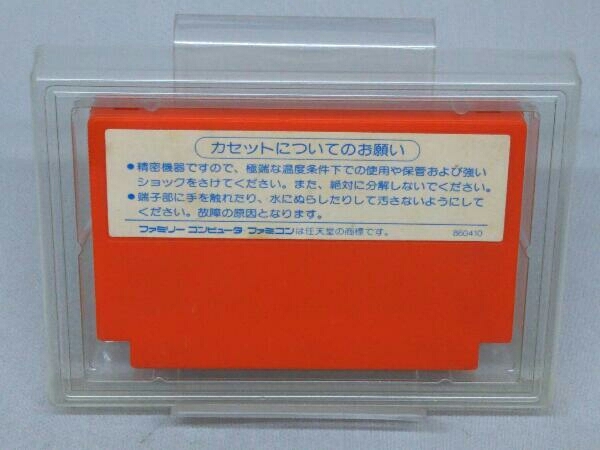 カセットについてのお願い
●精密機器ですので、極端な温度条件下での使用や保管および強い
ショックをさけてください。また、絶対に分解しないでください。
●端子部に手を触れたり、水にぬらしたりして汚さないようにして
ください。故障の原因となります。
ファミリーコンピュータ ファミコンは任天堂の商標です。 860410